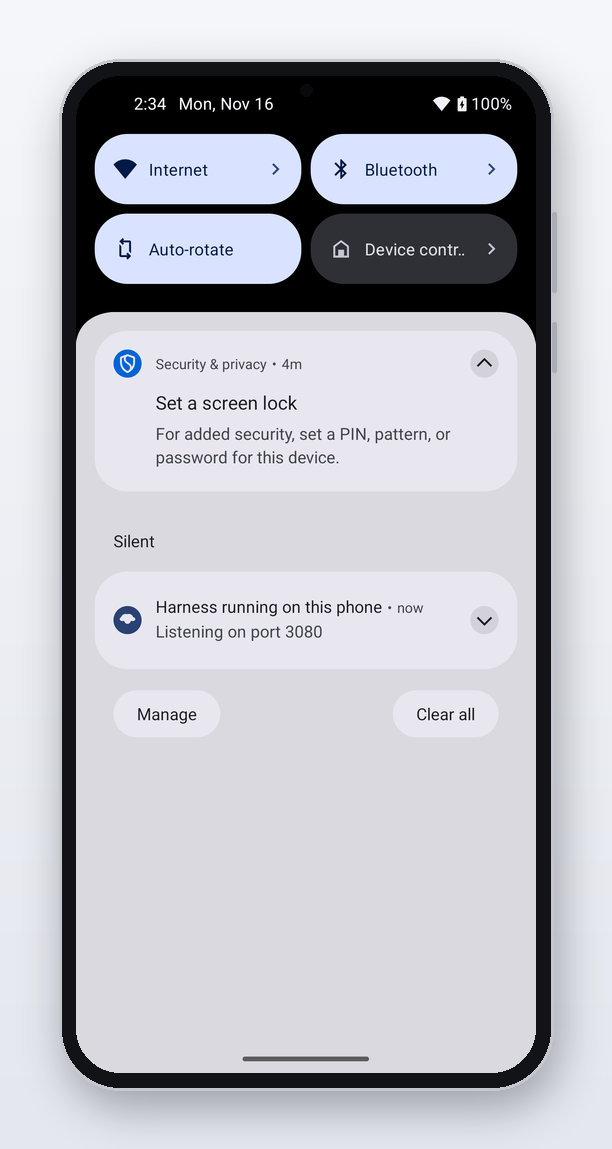 2:34 Mon, Nov 16 100%
Internet
Bluetooth
Auto-rotate
Device contr..
Security & privacy • 4m
Set a screen lock
For added security, set a PIN, pattern, or
password for this device.
Silent
Harness running on this phone • now
Listening on port 3080
Manage
Clear all